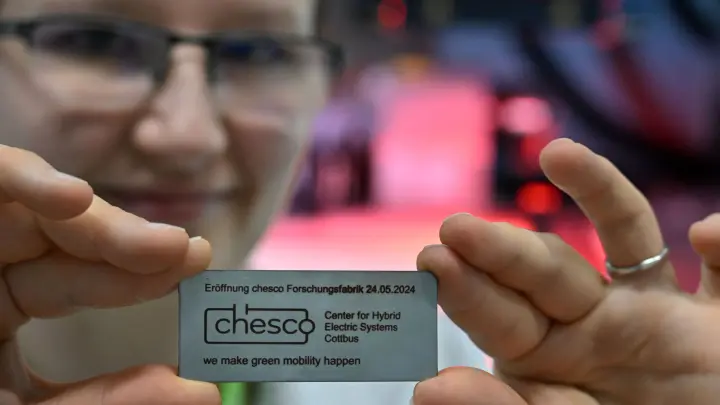 Eröffnung chesco Forschungsfabrik 24.05.2024
chesco
Center for Hybrid
Electric Systems
Cottbus
we make green mobility happen